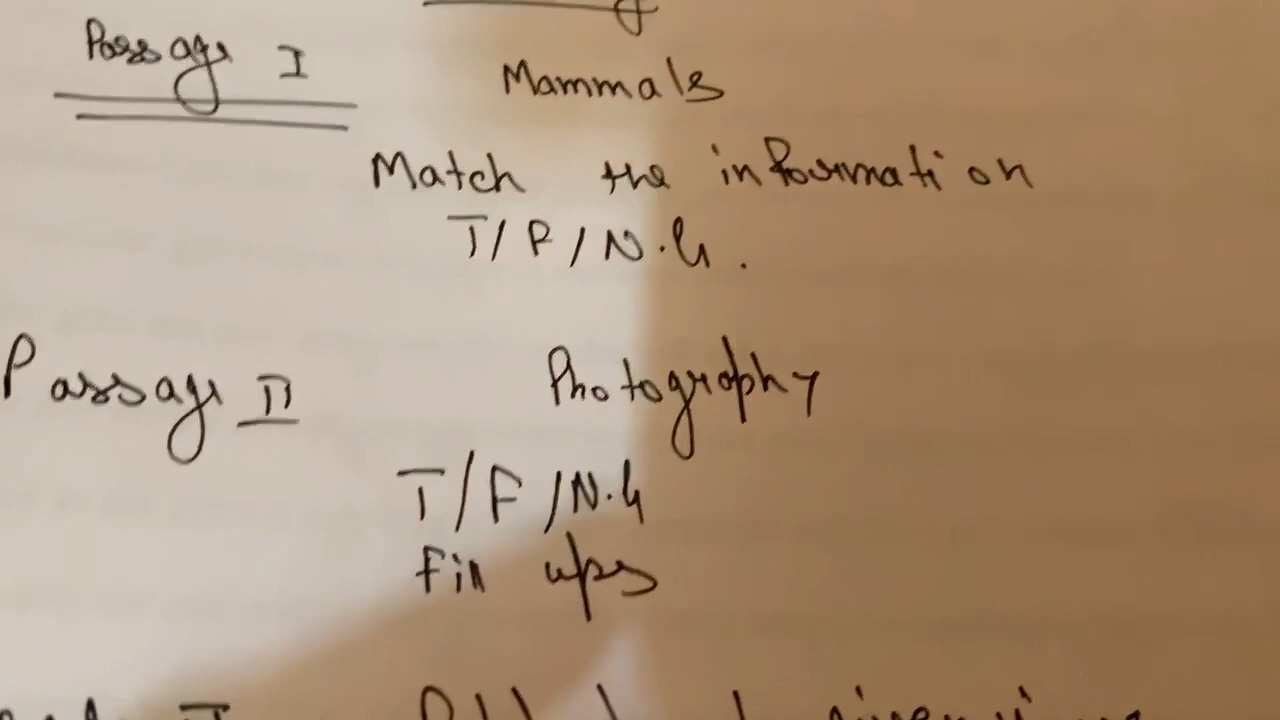 Passage I
Mammals
Match the information
T/F/N.G.
Passage II
Photography
T/F/N.G
Fill ups